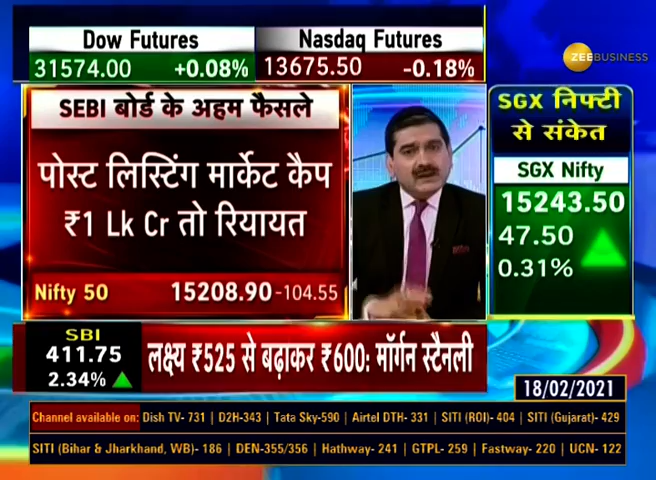 Dow Futures
31574.00 +0.08%
Nasdaq Futures
13675.50 -0.18%
ZEEBUSINESS
SEBI बोर्ड के अहम फैसले
पोस्ट लिस्टिंग मार्केट कैप
₹1 Lk Cr तो रियायत
Nifty 50 15208.90 -104.55
SGX निफ्टी
से संकेत
SGX Nifty
15243.50
47.50
0.31%
SBI
411.75
2.34%
लक्ष्य ₹525 से बढ़ाकर ₹600: मॉर्गन स्टैनली
18/02/2021
Channel available on: Dish TV- 731 | D2H-343 | Tata Sky-590 | Airtel DTH- 331 | SITI (ROI)- 404 | SITI (Gujarat)- 429
SITI (Bihar & Jharkhand, WB)- 186 | DEN-355/356 | Hathway- 241 | GTPL- 259 | Fastway- 220 | UCN- 122